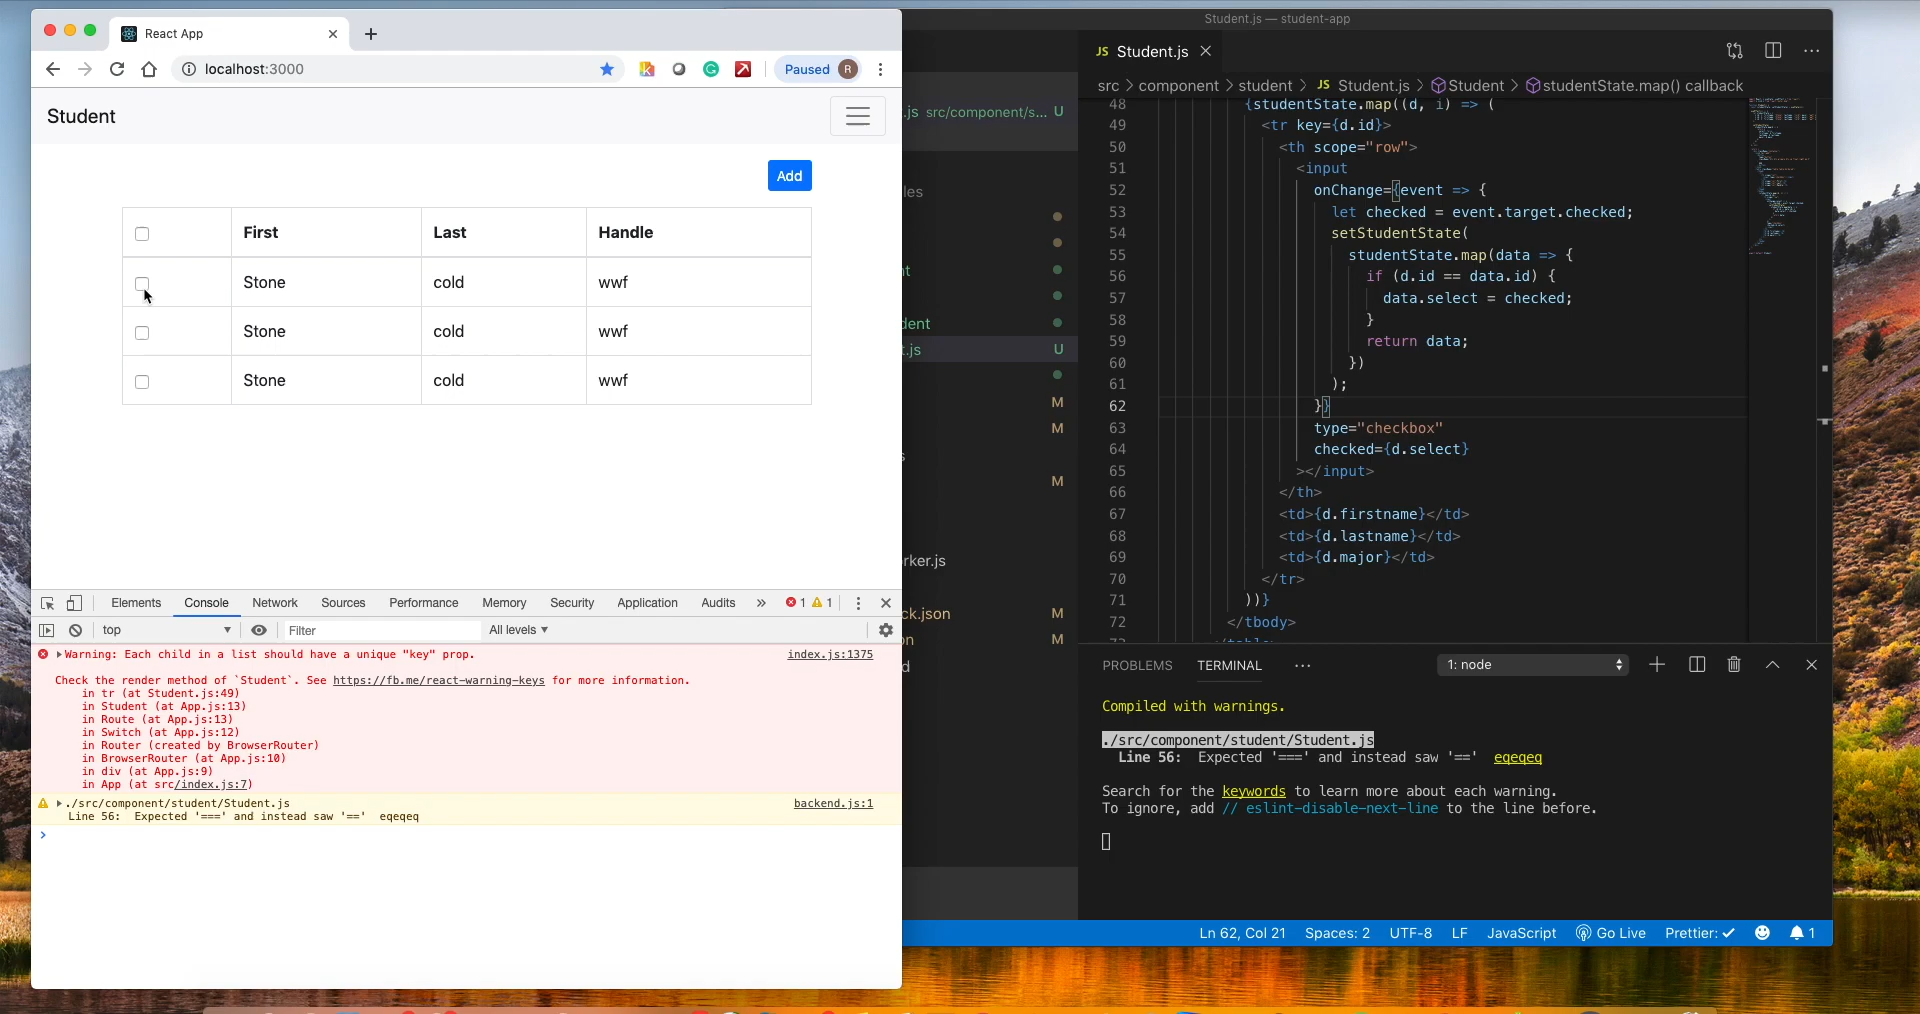 React App
localhost:3000
Paused R
Student
Add
First Last Handle
Stone cold wwf
Stone cold wwf
Stone cold wwf
Elements Console Network Sources Performance Memory Security Application Audits » 1 1
top Filter All levels
Warning: Each child in a list should have a unique "key" prop. index.js:1375
Check the render method of `Student`. See https://fb.me/react-warning-keys for more information.
in tr (at Student.js:49)
in Student (at App.js:13)
in Route (at App.js:13)
in Switch (at App.js:12)
in Router (created by BrowserRouter)
in BrowserRouter (at App.js:10)
in div (at App.js:9)
in App (at src/index.js:7)
./src/component/student/Student.js backend.js:1
Line 56: Expected '===' and instead saw '==' eqeqeq
Student.js — student-app
JS Student.js
.js src/component/s... U
src > component > student > JS Student.js > Student > studentState.map() callback
48 {studentState.map((d, i) => (
49 <tr key={d.id}>
50 <th scope="row">
51 <input
52 onChange={event => {
53 let checked = event.target.checked;
54 setStudentState(
55 studentState.map(data => {
56 if (d.id == data.id) {
57 data.select = checked;
58 }
59 return data;
60 })
61 );
62 }}
63 type="checkbox"
64 checked={d.select}
65 ></input>
66 </th>
67 <td>{d.firstname}</td>
68 <td>{d.lastname}</td>
69 <td>{d.major}</td>
70 </tr>
71 ))}
72 </tbody>
U
M
M
M
M
M
PROBLEMS TERMINAL ··· 1: node
Compiled with warnings.
./src/component/student/Student.js
Line 56: Expected '===' and instead saw '==' eqeqeq
Search for the keywords to learn more about each warning.
To ignore, add // eslint-disable-next-line to the line before.
Ln 62, Col 21 Spaces: 2 UTF-8 LF JavaScript Go Live Prettier: ✓ 1